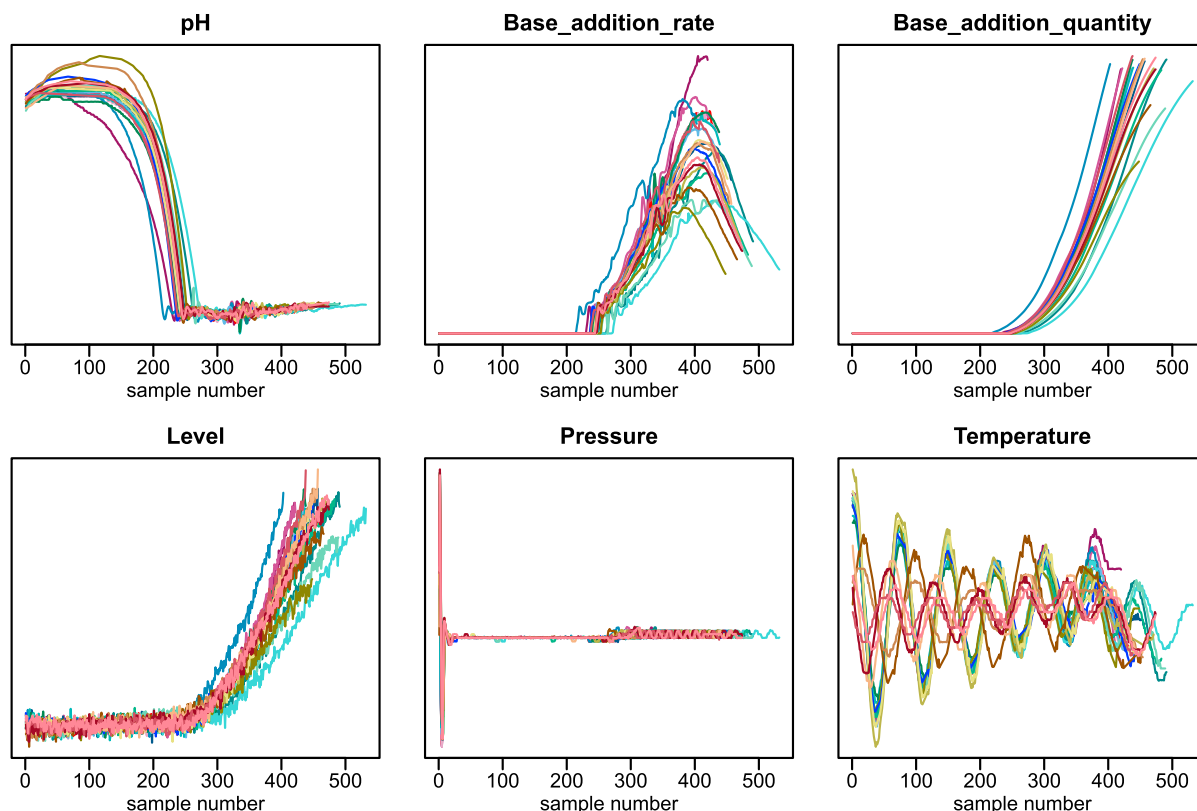 pH
0 100 200 300 400 500
sample number
Base_addition_rate
0 100 200 300 400 500
sample number
Base_addition_quantity
0 100 200 300 400 500
sample number
Level
0 100 200 300 400 500
sample number
Pressure
0 100 200 300 400 500
sample number
Temperature
0 100 200 300 400 500
sample number